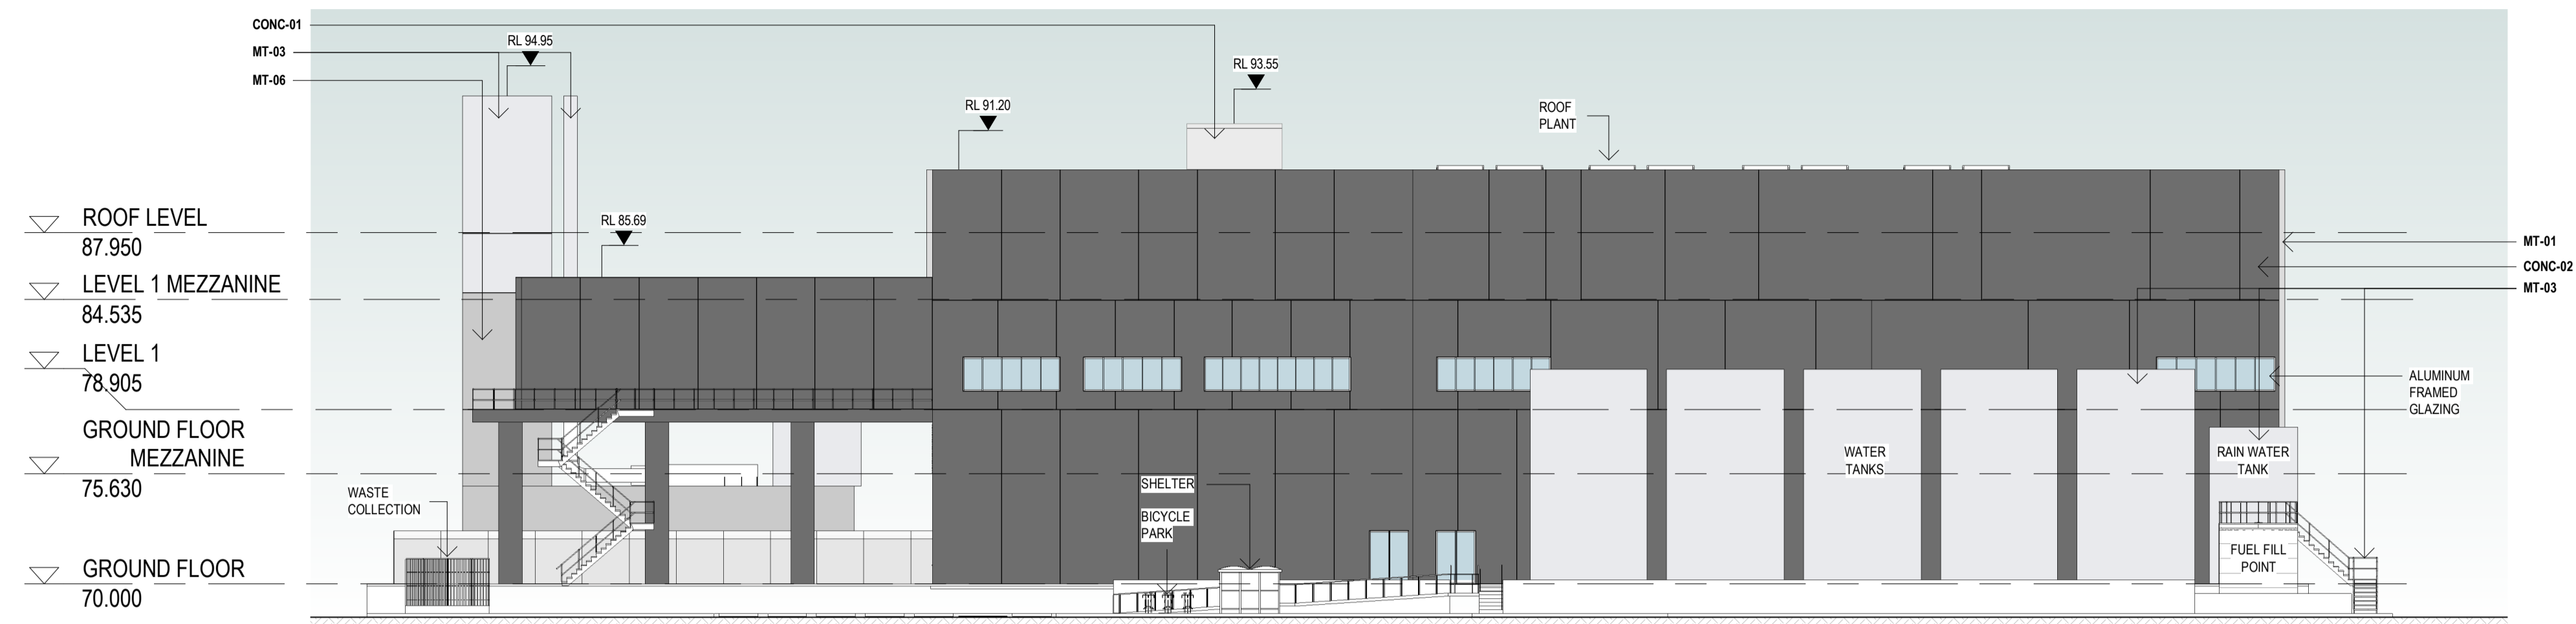 CONC-01
MT-03
MT-06
RL 94.95
RL 93.55
RL 91.20
ROOF
PLANT
RL 85.69
ROOF LEVEL
87.950
LEVEL 1 MEZZANINE
84.535
LEVEL 1
78.905
GROUND FLOOR
MEZZANINE
75.630
GROUND FLOOR
70.000
MT-01
CONC-02
MT-03
ALUMINUM
FRAMED
GLAZING
WASTE
COLLECTION
SHELTER
BICYCLE
PARK
WATER
TANKS
RAIN WATER
TANK
FUEL FILL
POINT